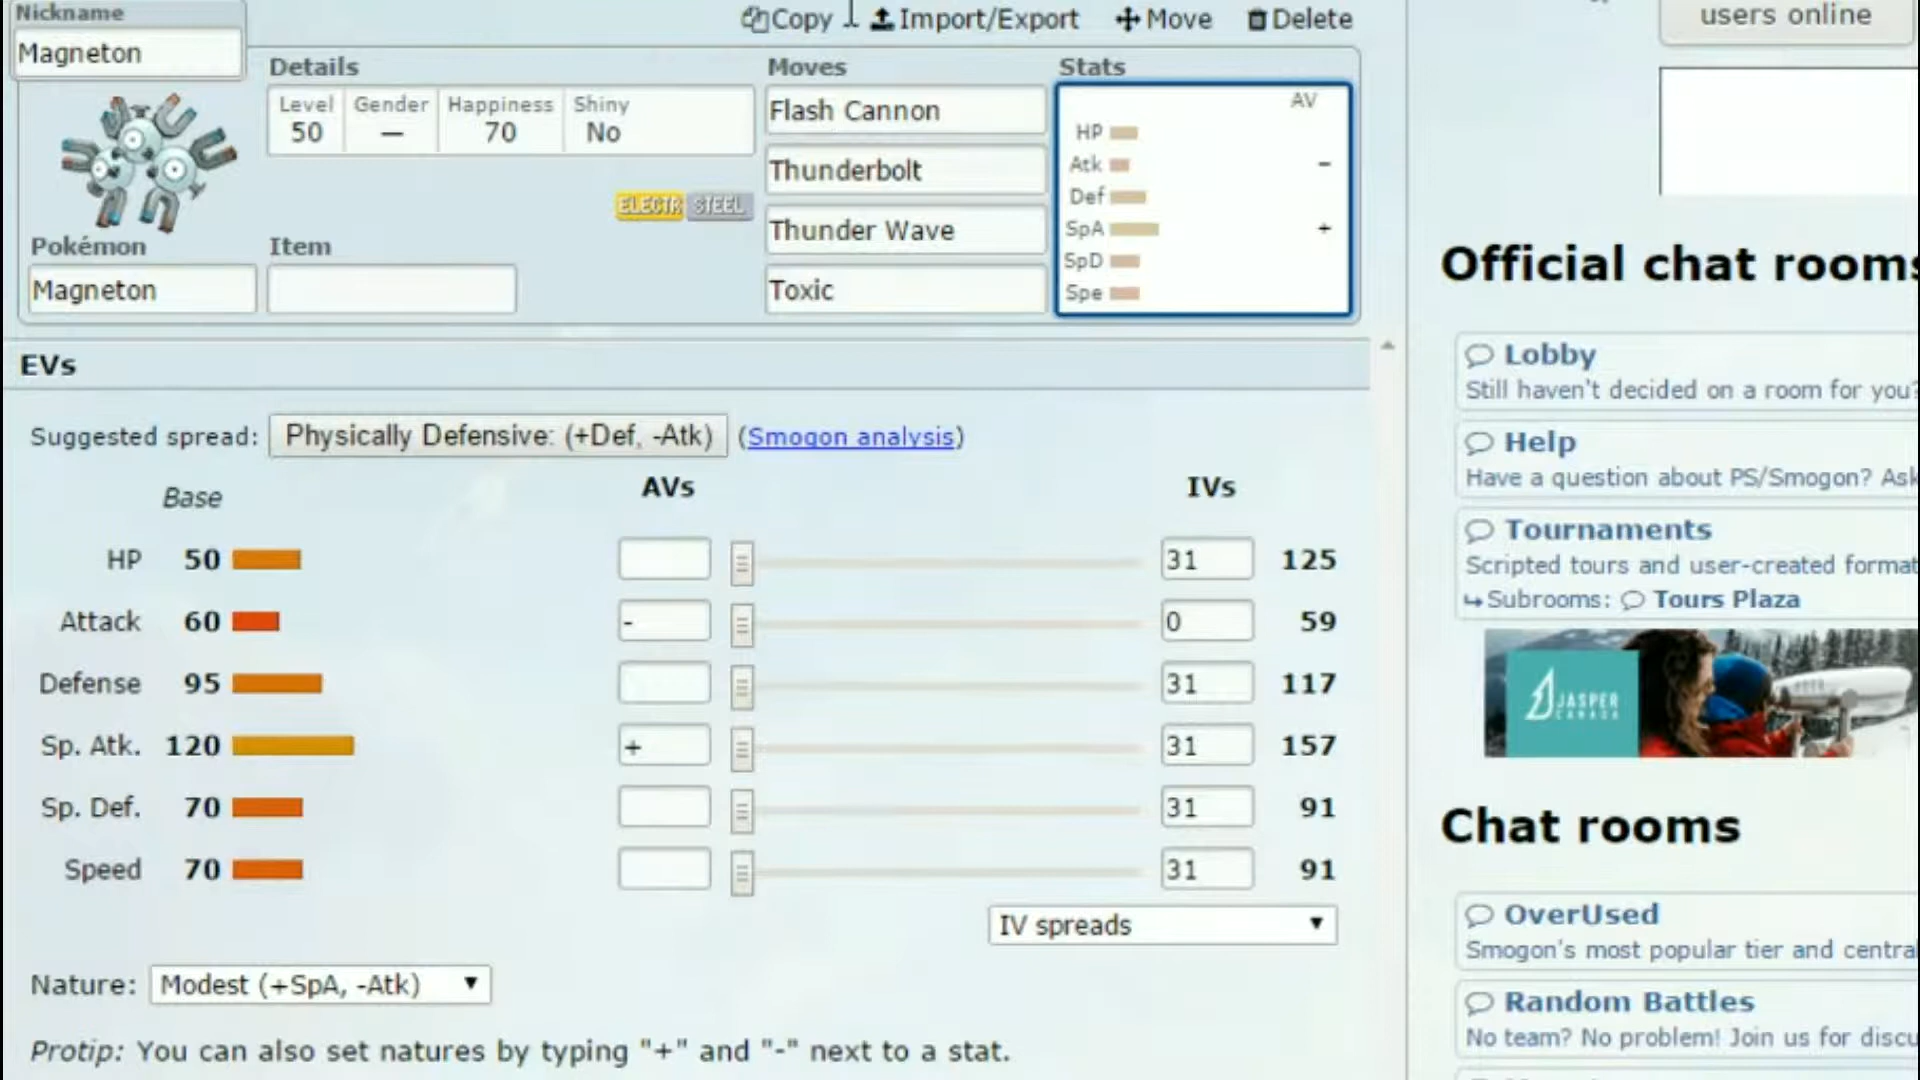 Nickname
Magneton
Copy
Import/Export
Move
Delete
users online
Details
Moves
Stats
Level
50
Gender
—
Happiness
70
Shiny
No
Flash Cannon
Thunderbolt
Thunder Wave
Toxic
ELECTR STEEL
AV
HP
Atk -
Def
SpA +
SpD
Spe
Pokémon
Magneton
Item
EVs
Suggested spread: Physically Defensive: (+Def, -Atk) (Smogon analysis)
Base AVs IVs
HP 50 31 125
Attack 60 - 0 59
Defense 95 31 117
Sp. Atk. 120 + 31 157
Sp. Def. 70 31 91
Speed 70 31 91
IV spreads
Nature: Modest (+SpA, -Atk)
Protip: You can also set natures by typing "+" and "-" next to a stat.
Official chat rooms
Lobby
Still haven't decided on a room for you?
Help
Have a question about PS/Smogon? Ask
Tournaments
Scripted tours and user-created format
Subrooms: Tours Plaza
JASPER
CANADA
Chat rooms
OverUsed
Smogon's most popular tier and central
Random Battles
No team? No problem! Join us for discu